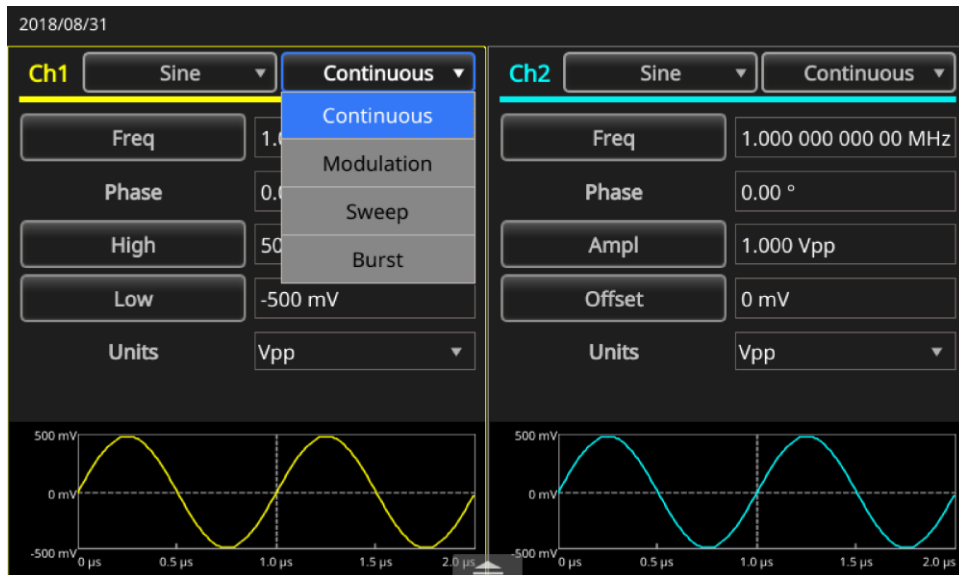 2018/08/31
Ch1 Sine Continuous
Continuous
Modulation
Sweep
Burst
Freq
Phase
High
Low -500 mV
Units Vpp
500 mV
0 mV
-500 mV
0 µs 0.5 µs 1.0 µs 1.5 µs 2.0 µs
Ch2 Sine Continuous
Freq 1.000 000 000 00 MHz
Phase 0.00 °
Ampl 1.000 Vpp
Offset 0 mV
Units Vpp
500 mV
0 mV
-500 mV
0 µs 0.5 µs 1.0 µs 1.5 µs 2.0 µs